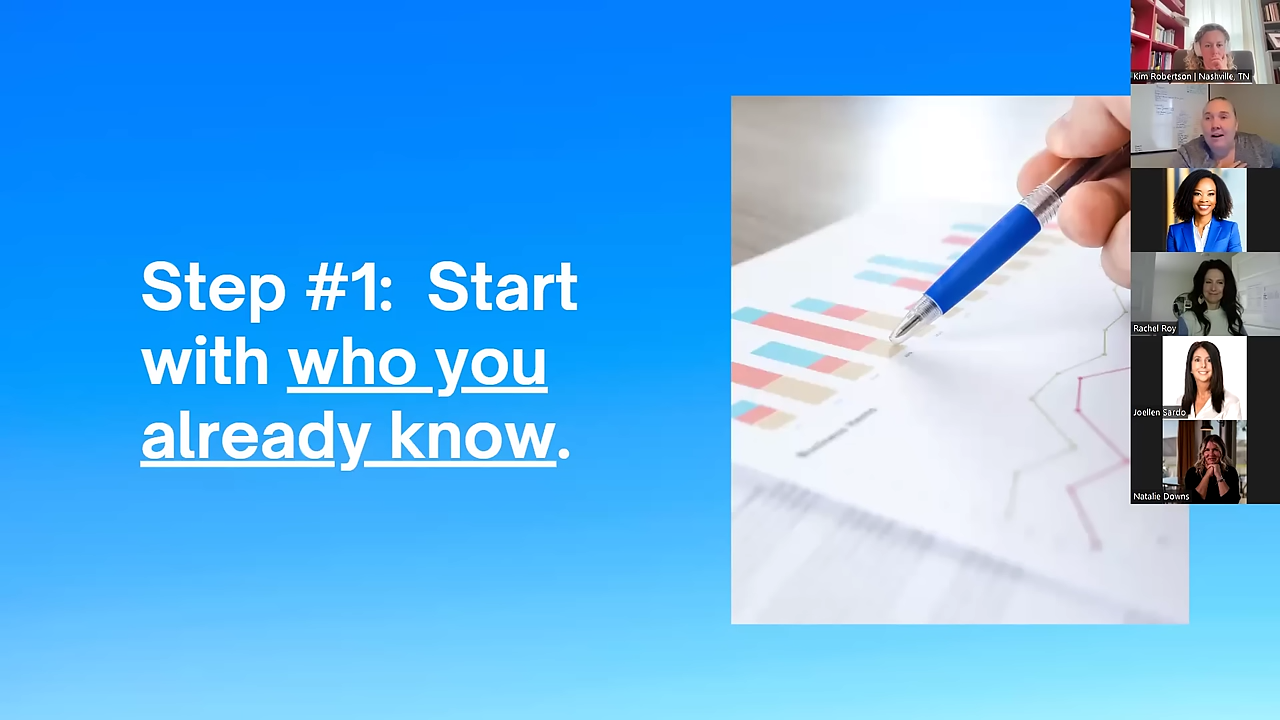 Step #1:  Start
with who you
already know.
Kim Robertson | Nashville, TN
Rachel Roy
Joellen Sardo
Natalie Downs